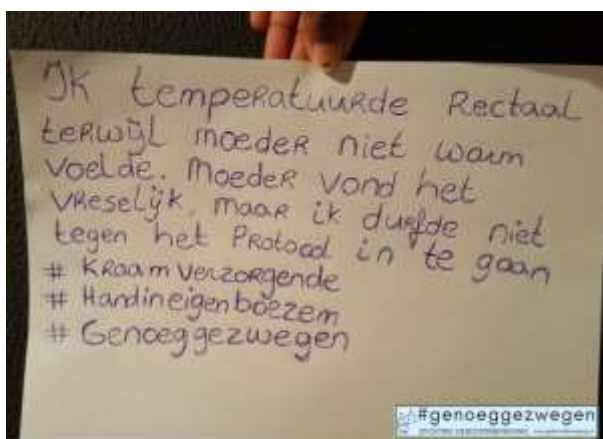 Ik temperatuurde Rectaal
terwijl moeder niet warm
voelde. Moeder vond het
vreselijk, maar ik durfde niet
tegen het Protocol in te gaan
# Kraamverzorgende
# Handineigenboezem
# Genoeggezwegen
#genoeggezwegen